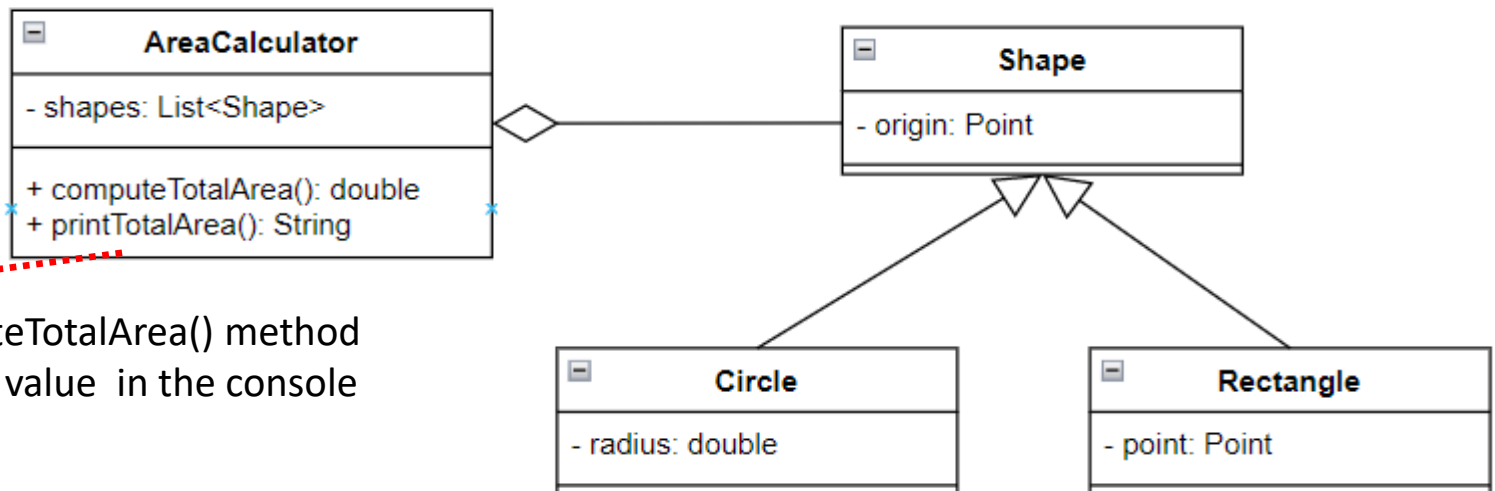 AreaCalculator
- shapes: List<Shape>
+ computeTotalArea(): double
+ printTotalArea(): String
Shape
- origin: Point
teTotalArea() method
value in the console
Circle
- radius: double
Rectangle
- point: Point